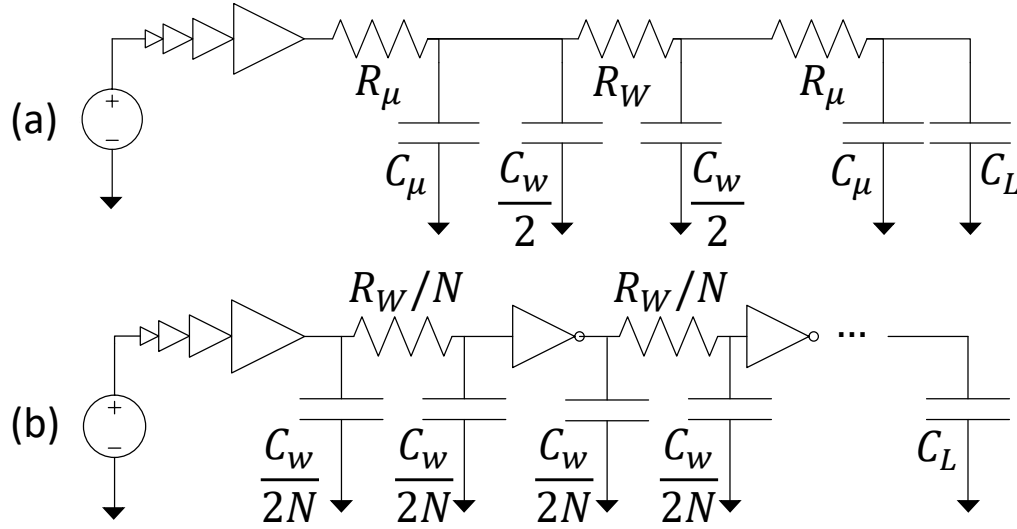 (a)
+
−
R_μ
R_W
R_μ
C_μ
C_w/2
C_w/2
C_μ
C_L
(b)
+
−
R_W/N
R_W/N
...
C_w/2N
C_w/2N
C_w/2N
C_w/2N
C_L